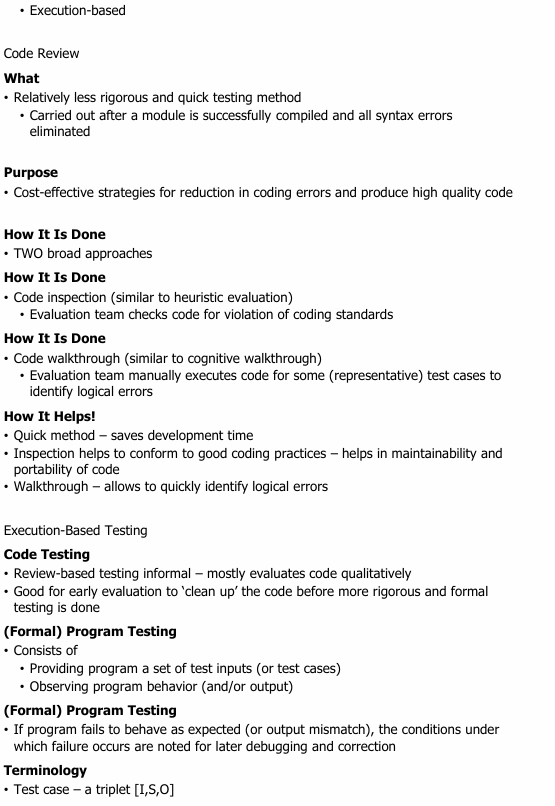 • Execution-based
Code Review
What
• Relatively less rigorous and quick testing method
• Carried out after a module is successfully compiled and all syntax errors
eliminated
Purpose
• Cost-effective strategies for reduction in coding errors and produce high quality code
How It Is Done
• TWO broad approaches
How It Is Done
• Code inspection (similar to heuristic evaluation)
• Evaluation team checks code for violation of coding standards
How It Is Done
• Code walkthrough (similar to cognitive walkthrough)
• Evaluation team manually executes code for some (representative) test cases to
identify logical errors
How It Helps!
• Quick method – saves development time
• Inspection helps to conform to good coding practices – helps in maintainability and
portability of code
• Walkthrough – allows to quickly identify logical errors
Execution-Based Testing
Code Testing
• Review-based testing informal – mostly evaluates code qualitatively
• Good for early evaluation to ‘clean up’ the code before more rigorous and formal
testing is done
(Formal) Program Testing
• Consists of
• Providing program a set of test inputs (or test cases)
• Observing program behavior (and/or output)
(Formal) Program Testing
• If program fails to behave as expected (or output mismatch), the conditions under
which failure occurs are noted for later debugging and correction
Terminology
• Test case – a triplet [I,S,O]